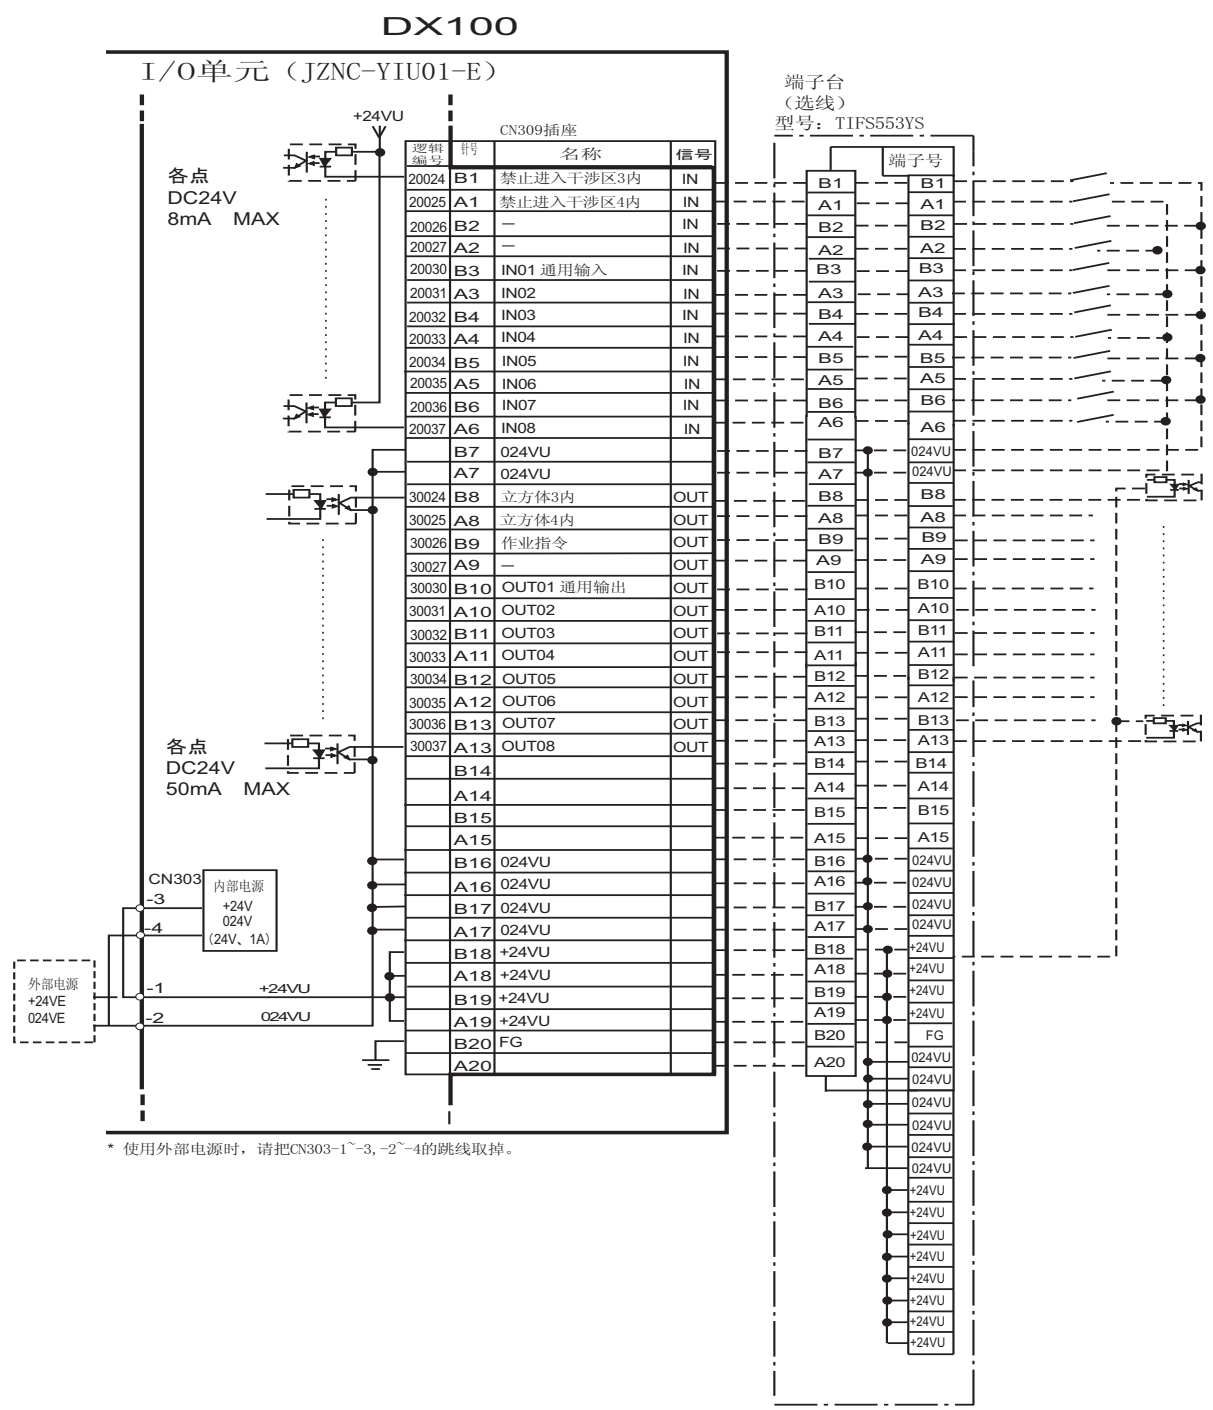 DX100
I/O单元（JZNC-YIU01-E）
+24VU
CN309插座
端子台
（选线）
型号：TIFS553YS
各点
DC24V
8mA MAX
逻辑编号 针号 名称 信号
20024 B1 禁止进入干涉区3内 IN
20025 A1 禁止进入干涉区4内 IN
20026 B2 — IN
20027 A2 — IN
20030 B3 IN01 通用输入 IN
20031 A3 IN02 IN
20032 B4 IN03 IN
20033 A4 IN04 IN
20034 B5 IN05 IN
20035 A5 IN06 IN
20036 B6 IN07 IN
20037 A6 IN08 IN
B7 024VU
A7 024VU
30024 B8 立方体3内 OUT
30025 A8 立方体4内 OUT
30026 B9 作业指令 OUT
30027 A9 — OUT
30030 B10 OUT01 通用输出 OUT
30031 A10 OUT02 OUT
30032 B11 OUT03 OUT
30033 A11 OUT04 OUT
30034 B12 OUT05 OUT
30035 A12 OUT06 OUT
30036 B13 OUT07 OUT
30037 A13 OUT08 OUT
B14
A14
B15
A15
B16 024VU
A16 024VU
B17 024VU
A17 024VU
B18 +24VU
A18 +24VU
B19 +24VU
A19 +24VU
B20 FG
A20
各点
DC24V
50mA MAX
CN303
-3
-4
内部电源
+24V
024V
(24V、1A)
外部电源
+24VE
024VE
-1 +24VU
-2 024VU
端子号
B1 B1
A1 A1
B2 B2
A2 A2
B3 B3
A3 A3
B4 B4
A4 A4
B5 B5
A5 A5
B6 B6
A6 A6
B7 024VU
A7 024VU
B8 B8
A8 A8
B9 B9
A9 A9
B10 B10
A10 A10
B11 B11
A11 A11
B12 B12
A12 A12
B13 B13
A13 A13
B14 B14
A14 A14
B15 B15
A15 A15
B16 024VU
A16 024VU
B17 024VU
A17 024VU
B18 +24VU
A18 +24VU
B19 +24VU
A19 +24VU
B20 FG
A20 024VU
024VU
024VU
024VU
024VU
024VU
+24VU
+24VU
+24VU
+24VU
+24VU
+24VU
+24VU
+24VU
* 使用外部电源时，请把CN303-1~-3,-2~-4的跳线取掉。